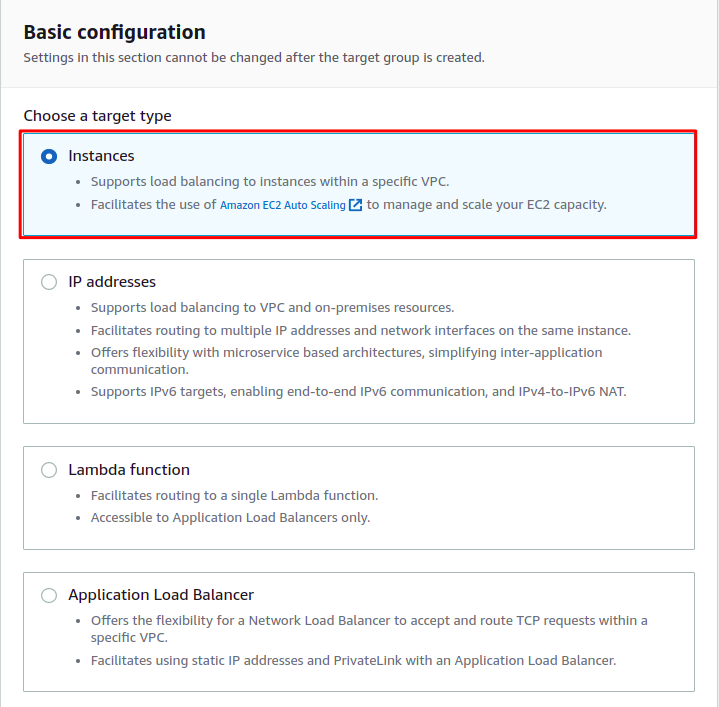 Basic configuration
Settings in this section cannot be changed after the target group is created.
Choose a target type
Instances
• Supports load balancing to instances within a specific VPC.
• Facilitates the use of Amazon EC2 Auto Scaling to manage and scale your EC2 capacity.
IP addresses
• Supports load balancing to VPC and on-premises resources.
• Facilitates routing to multiple IP addresses and network interfaces on the same instance.
• Offers flexibility with microservice based architectures, simplifying inter-application
communication.
• Supports IPv6 targets, enabling end-to-end IPv6 communication, and IPv4-to-IPv6 NAT.
Lambda function
• Facilitates routing to a single Lambda function.
• Accessible to Application Load Balancers only.
Application Load Balancer
• Offers the flexibility for a Network Load Balancer to accept and route TCP requests within a
specific VPC.
• Facilitates using static IP addresses and PrivateLink with an Application Load Balancer.